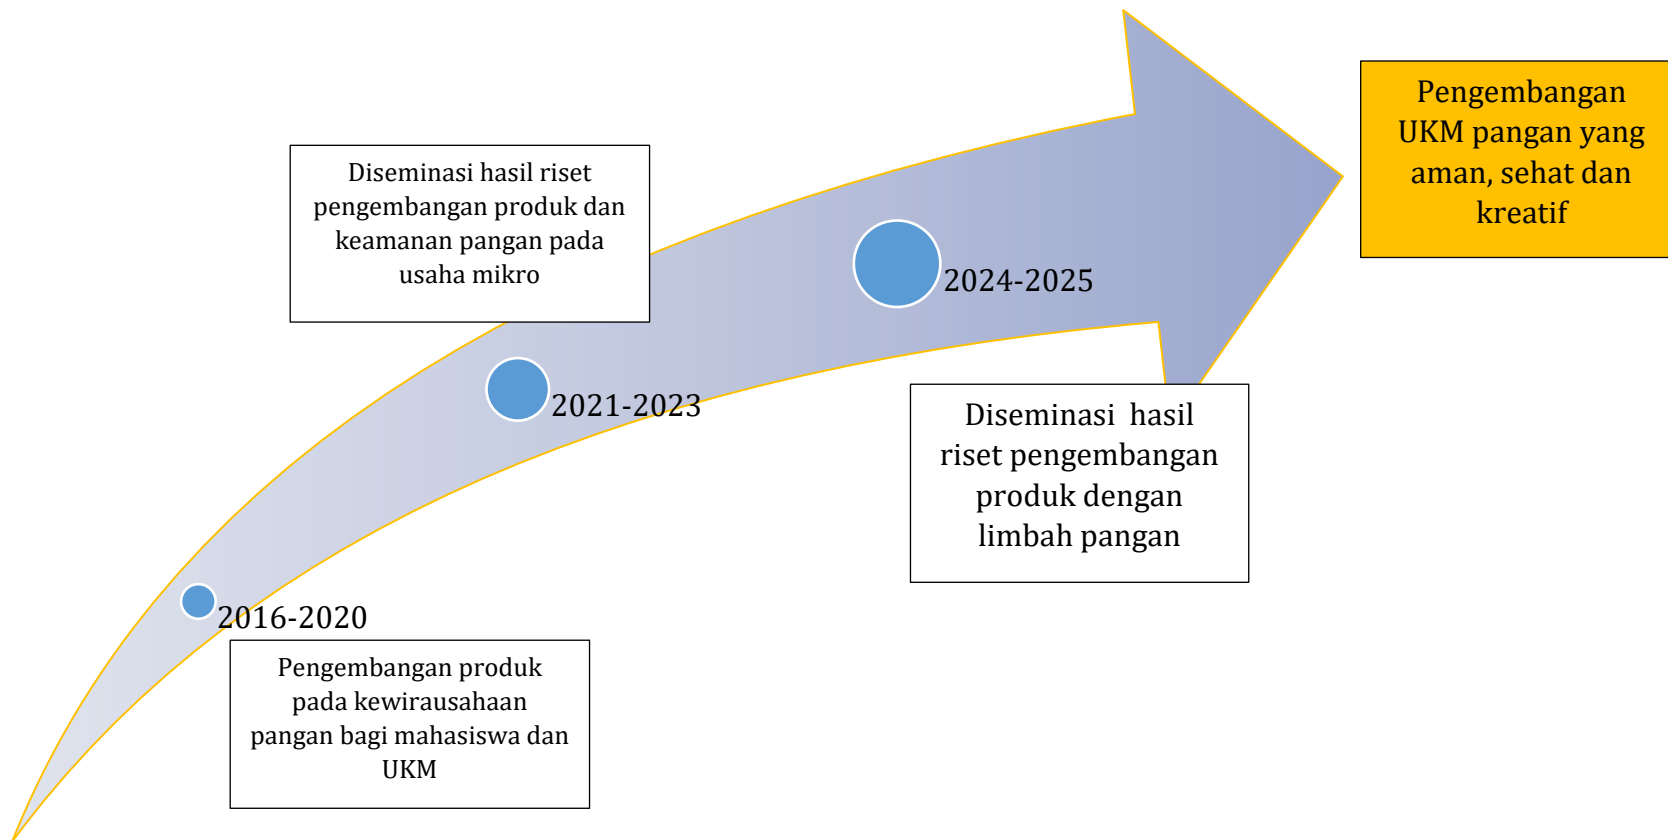 Pengembangan
UKM pangan yang
aman, sehat dan
kreatif
Diseminasi hasil riset
pengembangan produk dan
keamanan pangan pada
usaha mikro
2024-2025
2021-2023
Diseminasi hasil
riset pengembangan
produk dengan
limbah pangan
2016-2020
Pengembangan produk
pada kewirausahaan
pangan bagi mahasiswa dan
UKM